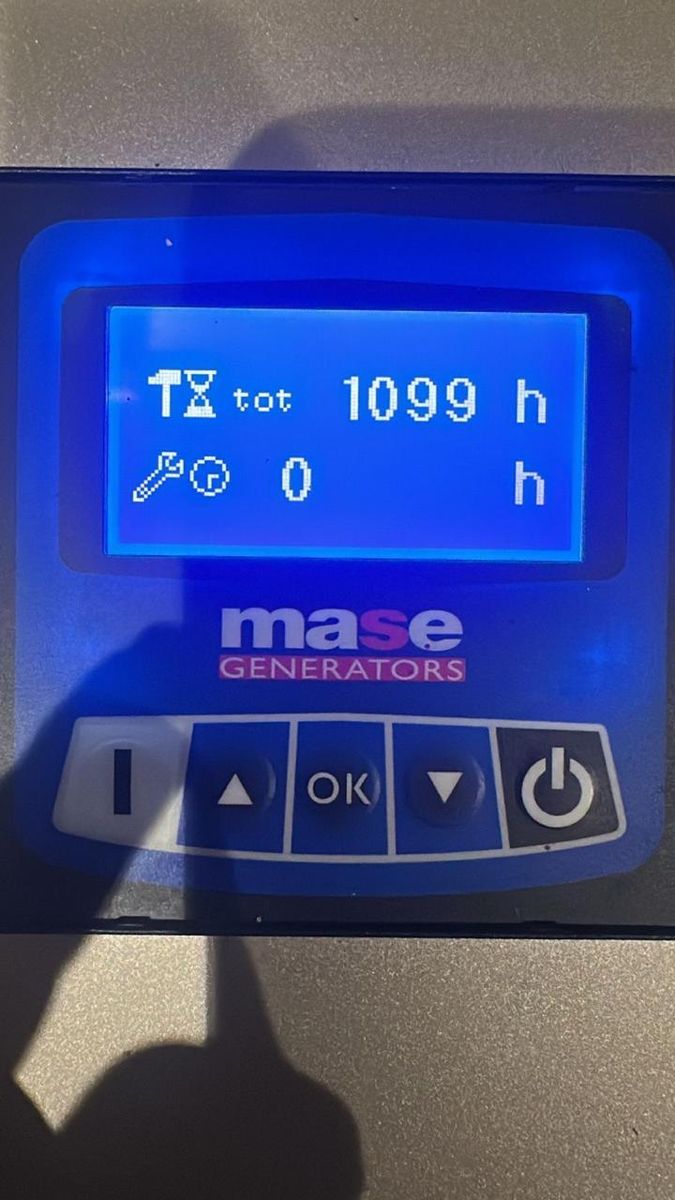 tot 1099 h
0 h
mase
GENERATORS
OK